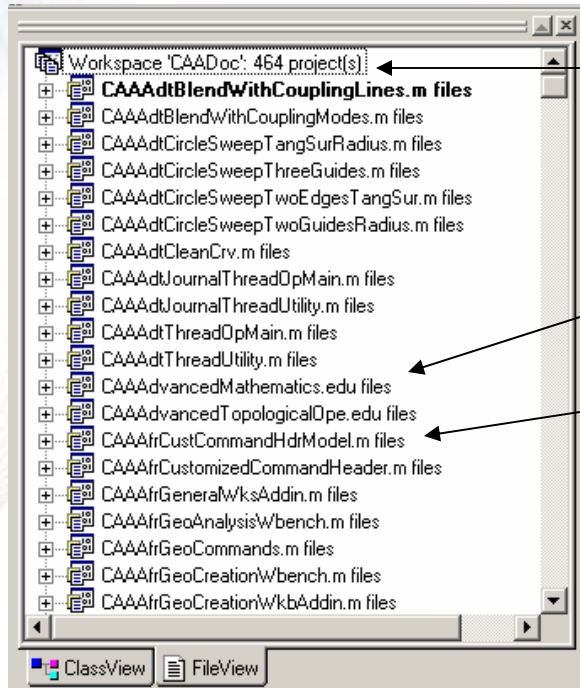 Workspace 'CAADoc': 464 project(s)
CAAAdtBlendWithCouplingLines.m files
CAAAdtBlendWithCouplingModes.m files
CAAAdtCircleSweepTangSurRadius.m files
CAAAdtCircleSweepThreeGuides.m files
CAAAdtCircleSweepTwoEdgesTangSur.m files
CAAAdtCircleSweepTwoGuidesRadius.m files
CAAAdtCleanCrv.m files
CAAAdtJournalThreadOpMain.m files
CAAAdtJournalThreadUtility.m files
CAAAdtThreadOpMain.m files
CAAAdtThreadUtility.m files
CAAAdvancedMathematics.edu files
CAAAdvancedTopologicalOpe.edu files
CAAAfrCustCommandHdrModel.m files
CAAAfrCustomizedCommandHeader.m files
CAAAfrGeneralWksAddin.m files
CAAAfrGeoAnalysisWbench.m files
CAAAfrGeoCommands.m files
CAAAfrGeoCreationWbench.m files
CAAAfrGeoCreationWkbAddin.m files
ClassView FileView